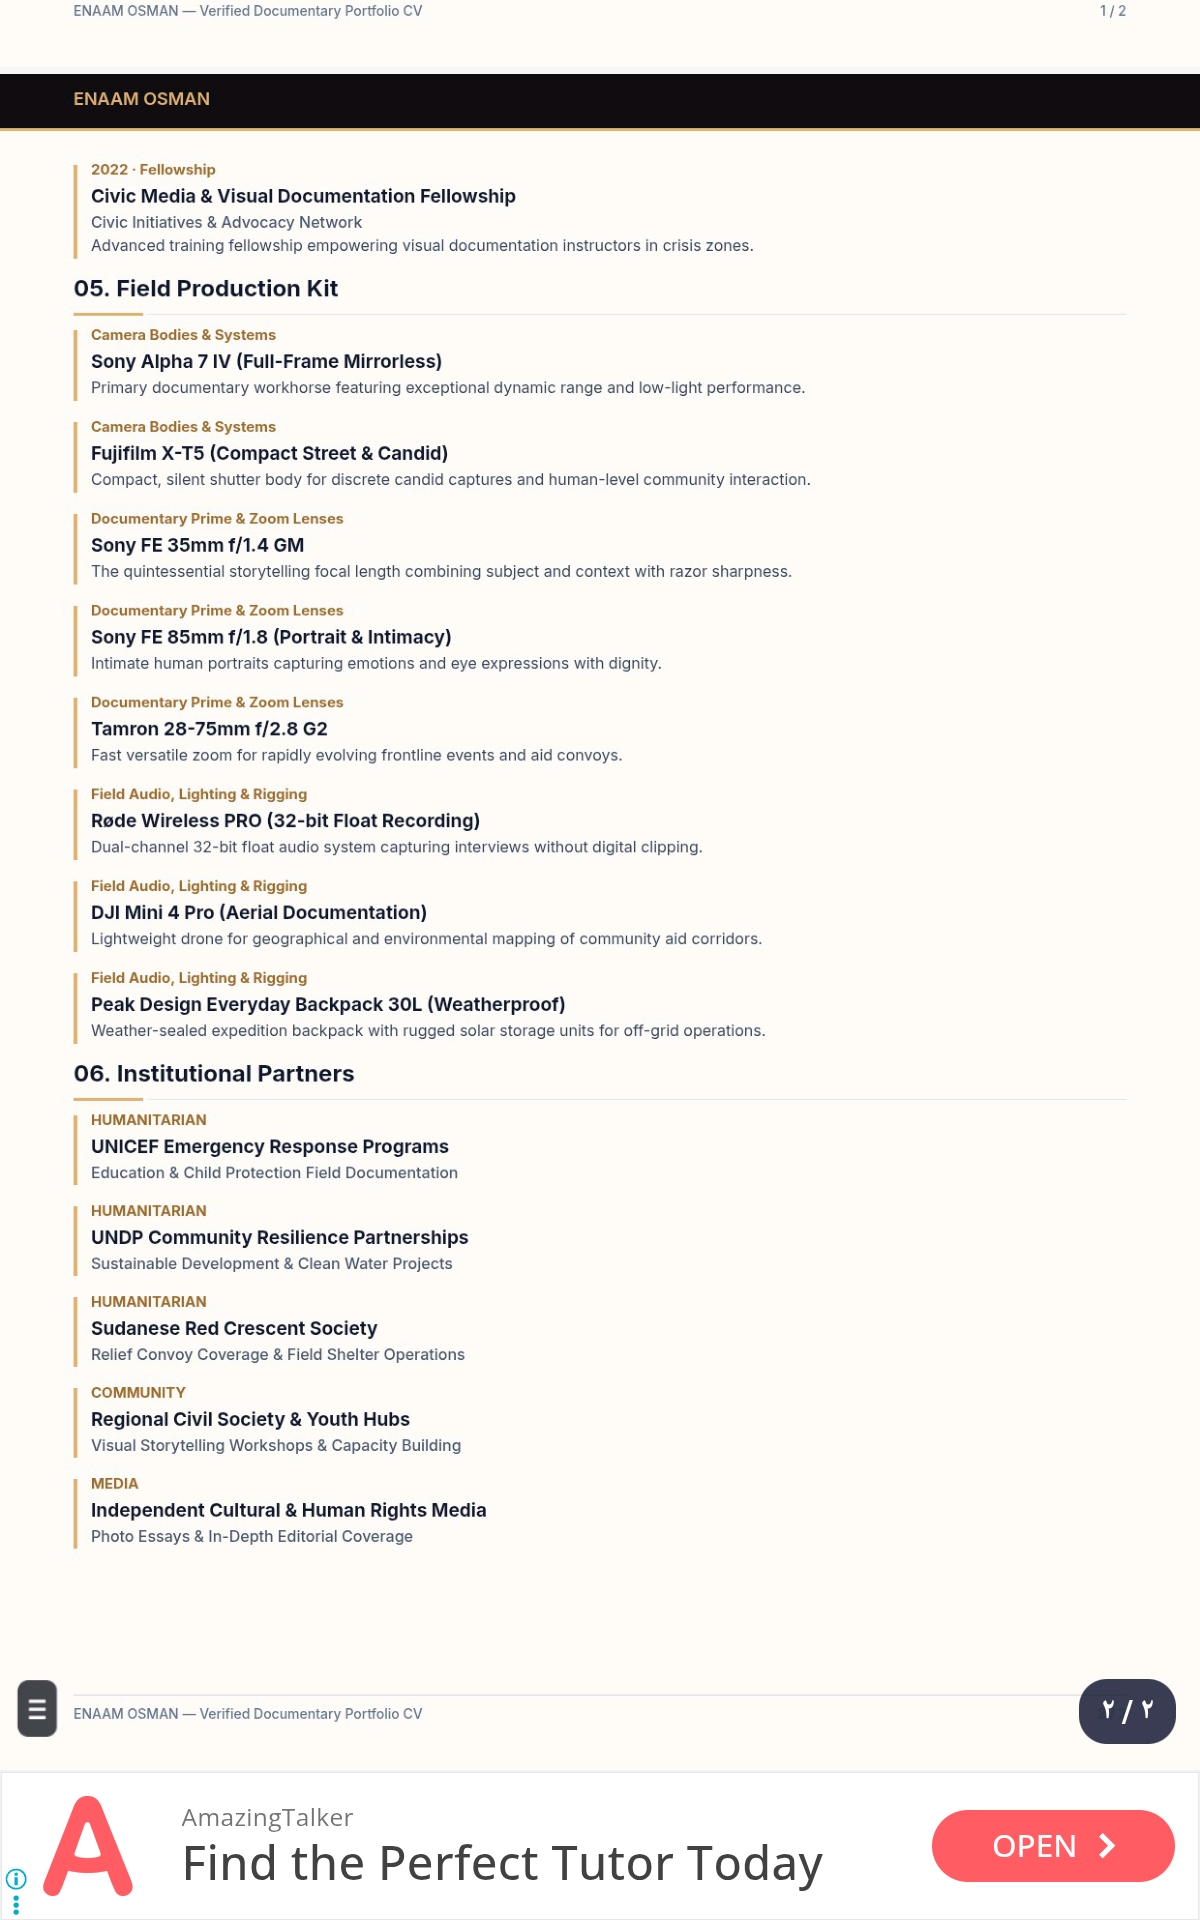 ENAAM OSMAN — Verified Documentary Portfolio CV
1 / 2
ENAAM OSMAN
2022 · Fellowship
Civic Media & Visual Documentation Fellowship
Civic Initiatives & Advocacy Network
Advanced training fellowship empowering visual documentation instructors in crisis zones.
05. Field Production Kit
Camera Bodies & Systems
Sony Alpha 7 IV (Full-Frame Mirrorless)
Primary documentary workhorse featuring exceptional dynamic range and low-light performance.
Camera Bodies & Systems
Fujifilm X-T5 (Compact Street & Candid)
Compact, silent shutter body for discrete candid captures and human-level community interaction.
Documentary Prime & Zoom Lenses
Sony FE 35mm f/1.4 GM
The quintessential storytelling focal length combining subject and context with razor sharpness.
Documentary Prime & Zoom Lenses
Sony FE 85mm f/1.8 (Portrait & Intimacy)
Intimate human portraits capturing emotions and eye expressions with dignity.
Documentary Prime & Zoom Lenses
Tamron 28-75mm f/2.8 G2
Fast versatile zoom for rapidly evolving frontline events and aid convoys.
Field Audio, Lighting & Rigging
Røde Wireless PRO (32-bit Float Recording)
Dual-channel 32-bit float audio system capturing interviews without digital clipping.
Field Audio, Lighting & Rigging
DJI Mini 4 Pro (Aerial Documentation)
Lightweight drone for geographical and environmental mapping of community aid corridors.
Field Audio, Lighting & Rigging
Peak Design Everyday Backpack 30L (Weatherproof)
Weather-sealed expedition backpack with rugged solar storage units for off-grid operations.
06. Institutional Partners
HUMANITARIAN
UNICEF Emergency Response Programs
Education & Child Protection Field Documentation
HUMANITARIAN
UNDP Community Resilience Partnerships
Sustainable Development & Clean Water Projects
HUMANITARIAN
Sudanese Red Crescent Society
Relief Convoy Coverage & Field Shelter Operations
COMMUNITY
Regional Civil Society & Youth Hubs
Visual Storytelling Workshops & Capacity Building
MEDIA
Independent Cultural & Human Rights Media
Photo Essays & In-Depth Editorial Coverage
ENAAM OSMAN — Verified Documentary Portfolio CV
٢ / ٢
AmazingTalker
Find the Perfect Tutor Today
OPEN